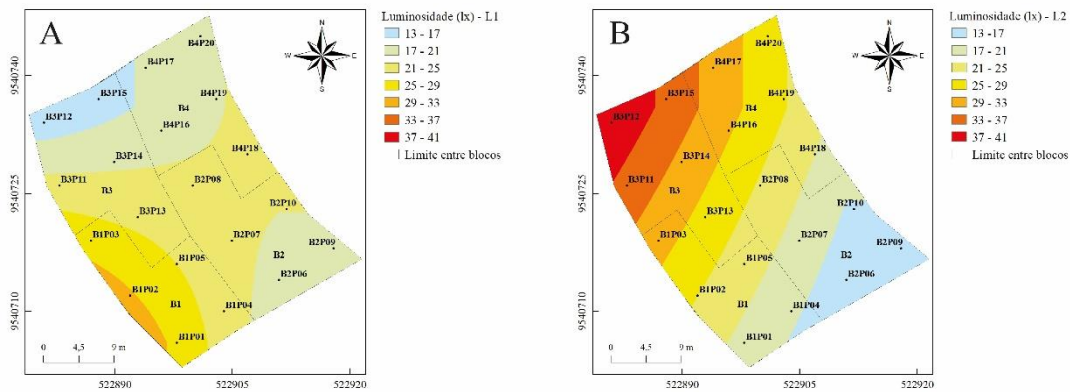 A
N
W E
S
Luminosidade (lx) - L1
13 - 17
17 - 21
21 - 25
25 - 29
29 - 33
33 - 37
37 - 41
Limite entre blocos
B4P20
B4P17
B3P15
B4P19
B3P12
B4
B4P16
B3P14
B4P18
B3P11
B3
B2P08
B2P10
B3P13
B1P03
B2P07
B2P09
B1P05
B2
B2P06
B1P02
B1
B1P04
B1P01
9540740
9540725
9540710
0 4,5 9 m
522890 522905 522920
B
N
W E
S
Luminosidade (lx) - L2
13 - 17
17 - 21
21 - 25
25 - 29
29 - 33
33 - 37
37 - 41
Limite entre blocos
B4P20
B4P17
B3P15
B4P19
B3P12
B4
B4P16
B3P14
B4P18
B3P11
B3
B2P08
B2P10
B3P13
B1P03
B2P07
B2P09
B1P05
B2
B2P06
B1P02
B1
B1P04
B1P01
9540740
9540725
9540710
0 4,5 9 m
522890 522905 522920